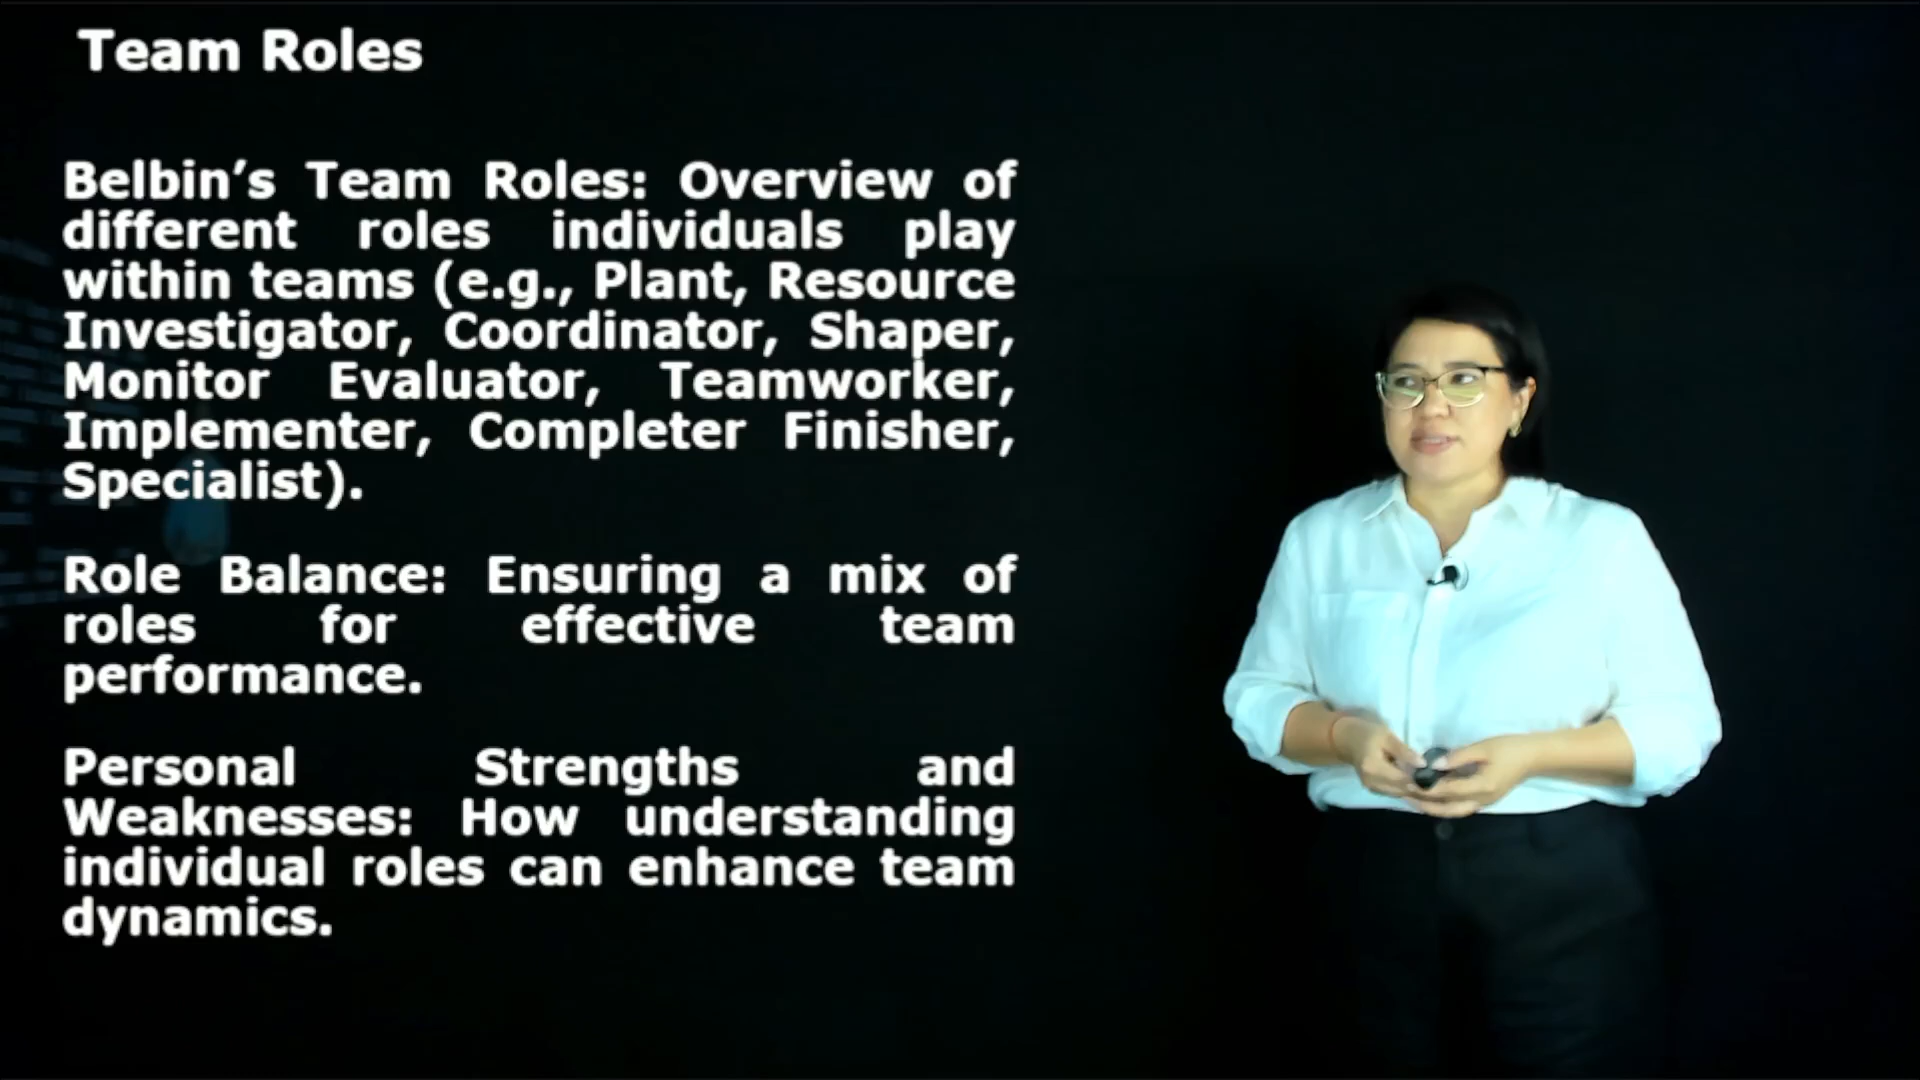 Team Roles
Belbin’s Team Roles: Overview of
different roles individuals play
within teams (e.g., Plant, Resource
Investigator, Coordinator, Shaper,
Monitor Evaluator, Teamworker,
Implementer, Completer Finisher,
Specialist).
Role Balance: Ensuring a mix of
roles for effective team
performance.
Personal Strengths and
Weaknesses: How understanding
individual roles can enhance team
dynamics.